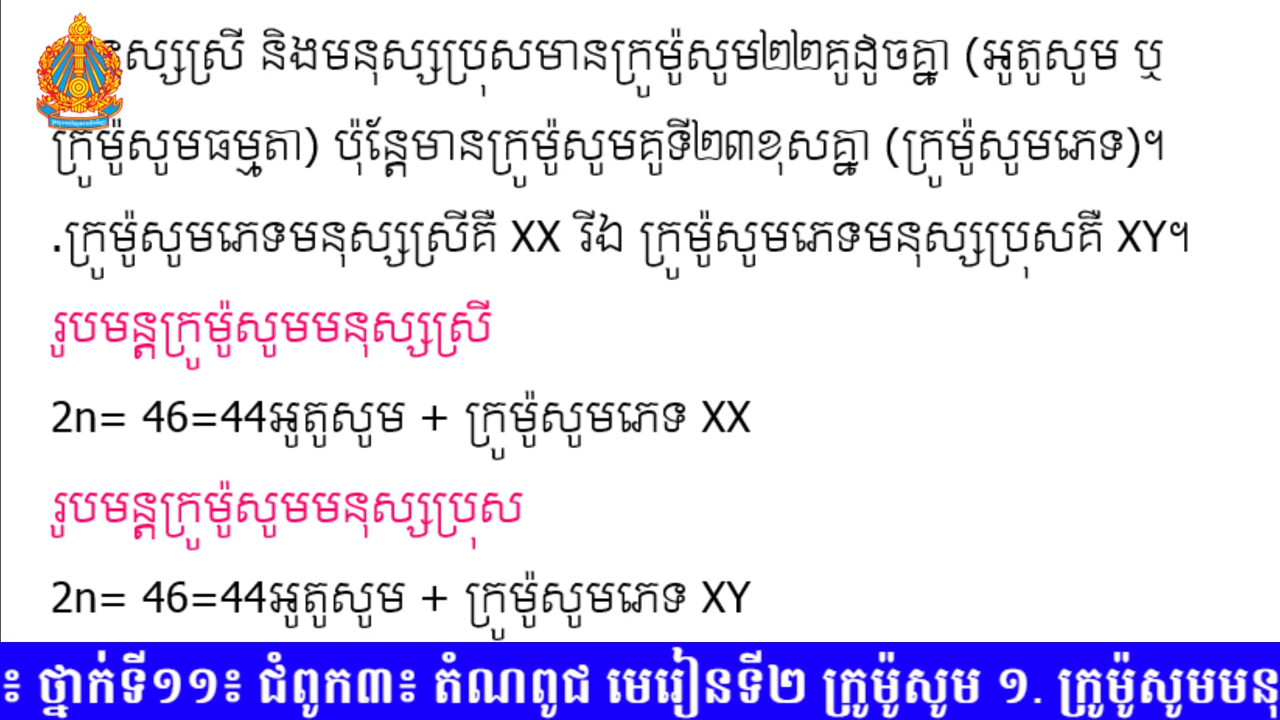 មនុស្សស្រី និងមនុស្សប្រុសមានក្រូម៉ូសូម២២គូដូចគ្នា (អូតូសូម ឬ
ក្រូម៉ូសូមធម្មតា) ប៉ុន្តែមានក្រូម៉ូសូមគូទី២៣ខុសគ្នា (ក្រូម៉ូសូមភេទ)។
.ក្រូម៉ូសូមភេទមនុស្សស្រីគឺ XX រីឯ ក្រូម៉ូសូមភេទមនុស្សប្រុសគឺ XY។
រូបមន្តក្រូម៉ូសូមមនុស្សស្រី
2n= 46=44អូតូសូម + ក្រូម៉ូសូមភេទ XX
រូបមន្តក្រូម៉ូសូមមនុស្សប្រុស
2n= 46=44អូតូសូម + ក្រូម៉ូសូមភេទ XY
៖ ថ្នាក់ទី១១៖ ជំពូក៣៖ តំណពូជ មេរៀនទី២ ក្រូម៉ូសូម ១. ក្រូម៉ូសូមមនុ